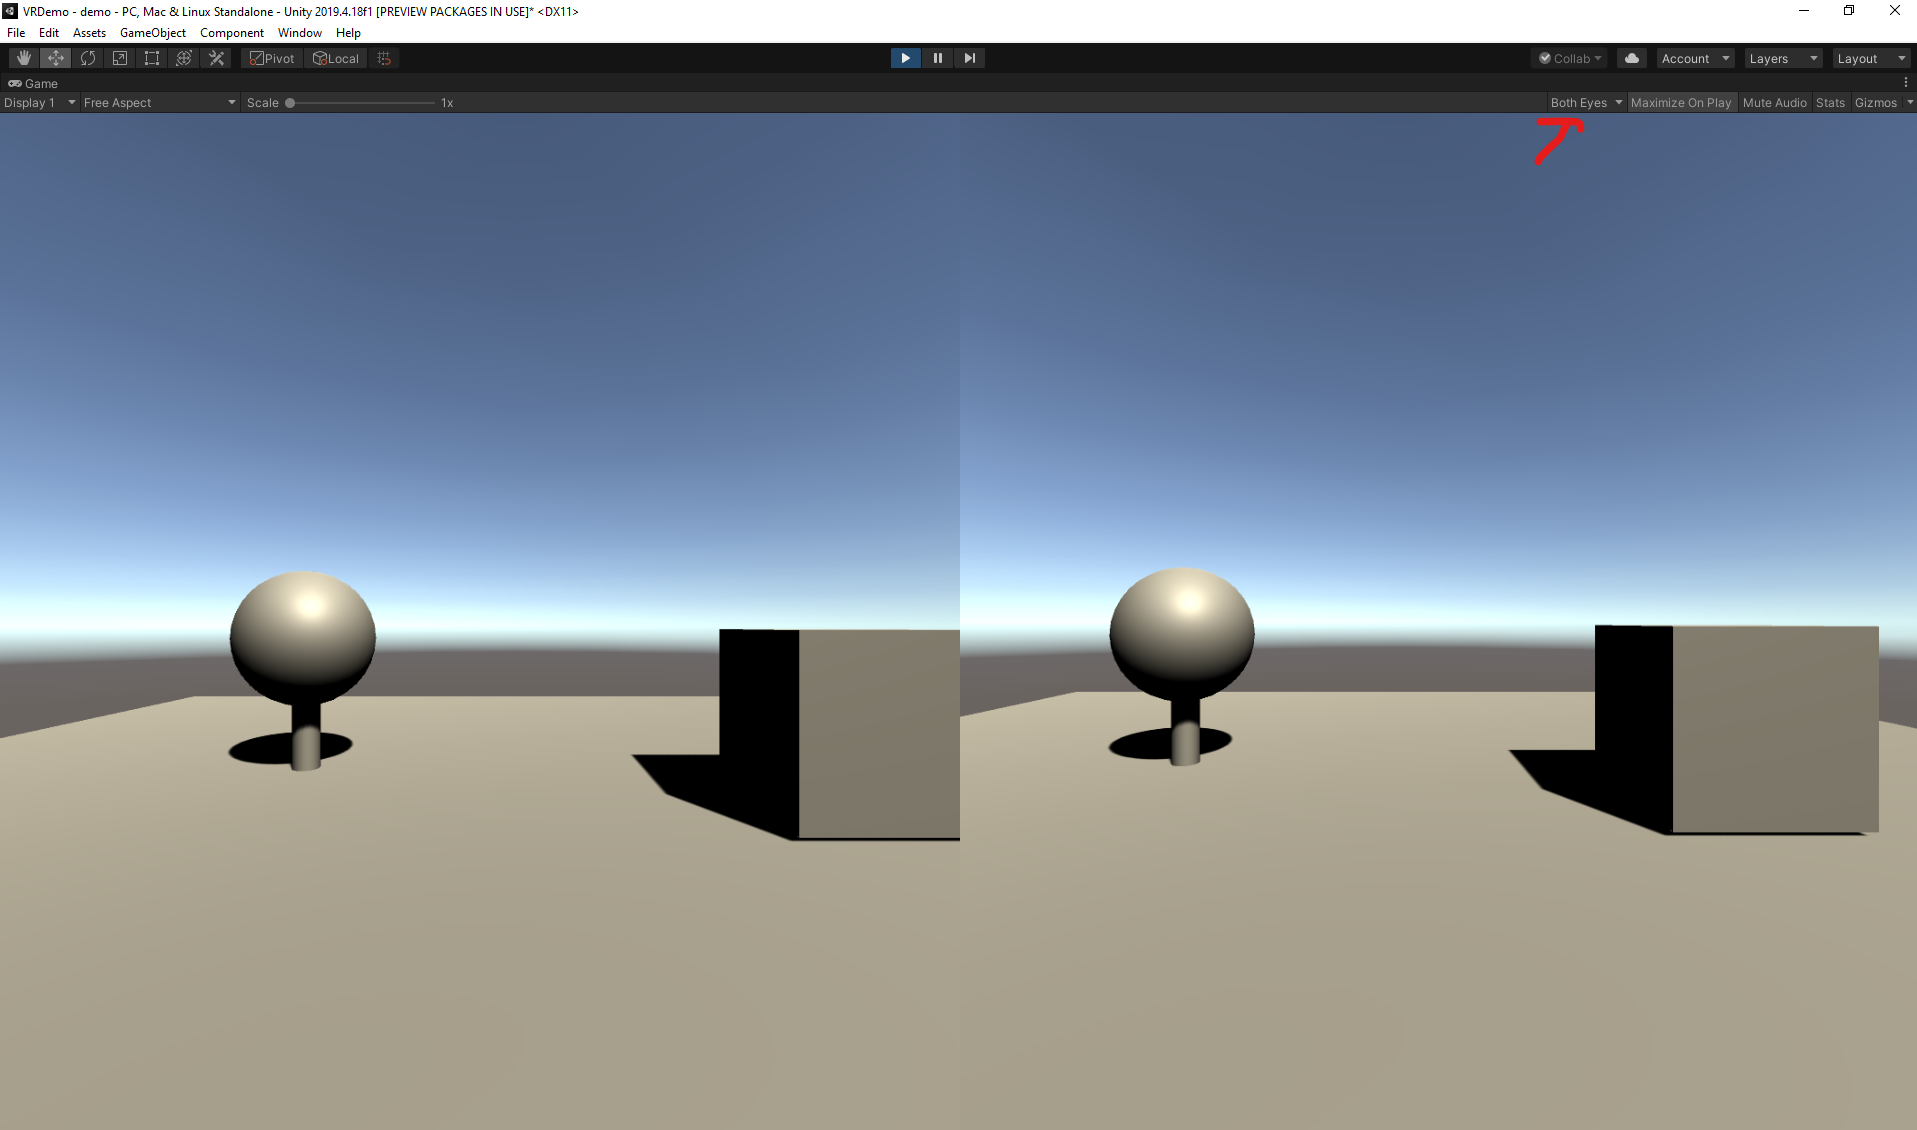 VRDemo - demo - PC, Mac & Linux Standalone - Unity 2019.4.18f1 [PREVIEW PACKAGES IN USE]* <DX11>
File Edit Assets GameObject Component Window Help
Pivot Local Collab Account Layers Layout
Game
Display 1 Free Aspect Scale 1x Both Eyes Maximize On Play Mute Audio Stats Gizmos